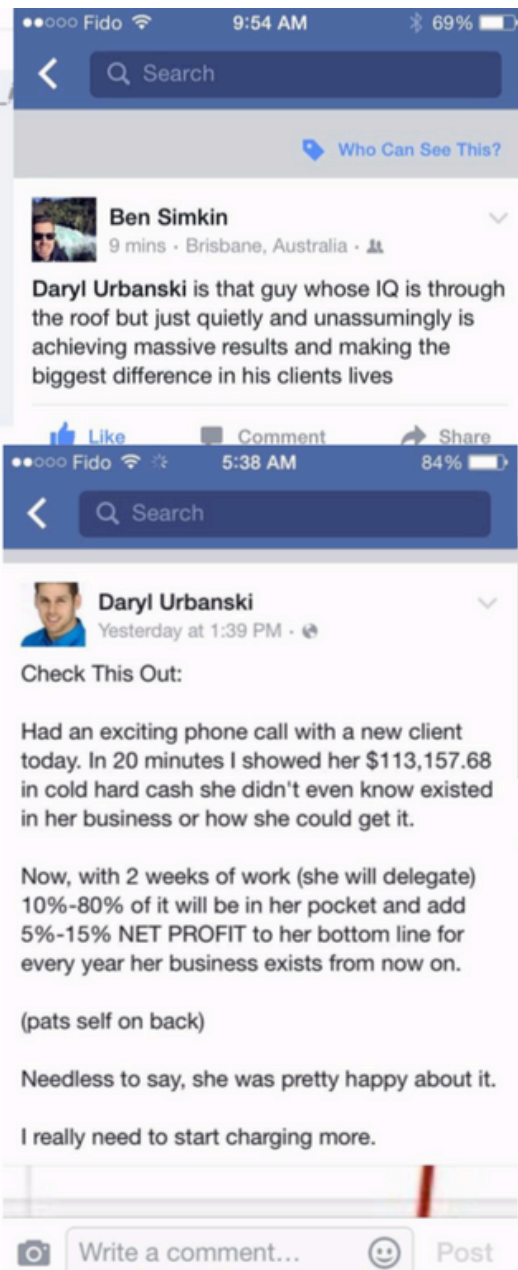 Fido 9:54 AM 69%
Search
Who Can See This?
Ben Simkin
9 mins · Brisbane, Australia ·
Daryl Urbanski is that guy whose IQ is through
the roof but just quietly and unassumingly is
achieving massive results and making the
biggest difference in his clients lives
Like Comment Share
Fido 5:38 AM 84%
Search
Daryl Urbanski
Yesterday at 1:39 PM ·
Check This Out:
Had an exciting phone call with a new client
today. In 20 minutes I showed her $113,157.68
in cold hard cash she didn't even know existed
in her business or how she could get it.
Now, with 2 weeks of work (she will delegate)
10%-80% of it will be in her pocket and add
5%-15% NET PROFIT to her bottom line for
every year her business exists from now on.
(pats self on back)
Needless to say, she was pretty happy about it.
I really need to start charging more.
Write a comment... Post